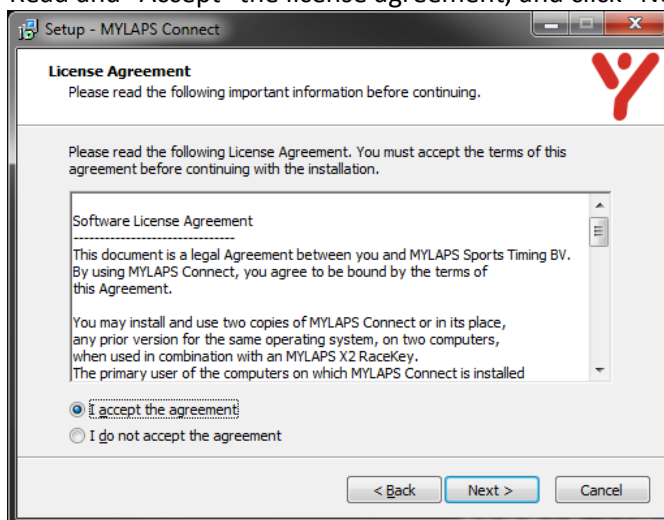 Setup - MYLAPS Connect
License Agreement
Please read the following important information before continuing.
Please read the following License Agreement. You must accept the terms of this
agreement before continuing with the installation.
Software License Agreement
-------------------------------
This document is a legal Agreement between you and MYLAPS Sports Timing BV.
By using MYLAPS Connect, you agree to be bound by the terms of
this Agreement.
You may install and use two copies of MYLAPS Connect or in its place,
any prior version for the same operating system, on two computers,
when used in combination with an MYLAPS X2 RaceKey.
The primary user of the computers on which MYLAPS Connect is installed
I accept the agreement
I do not accept the agreement
< Back
Next >
Cancel